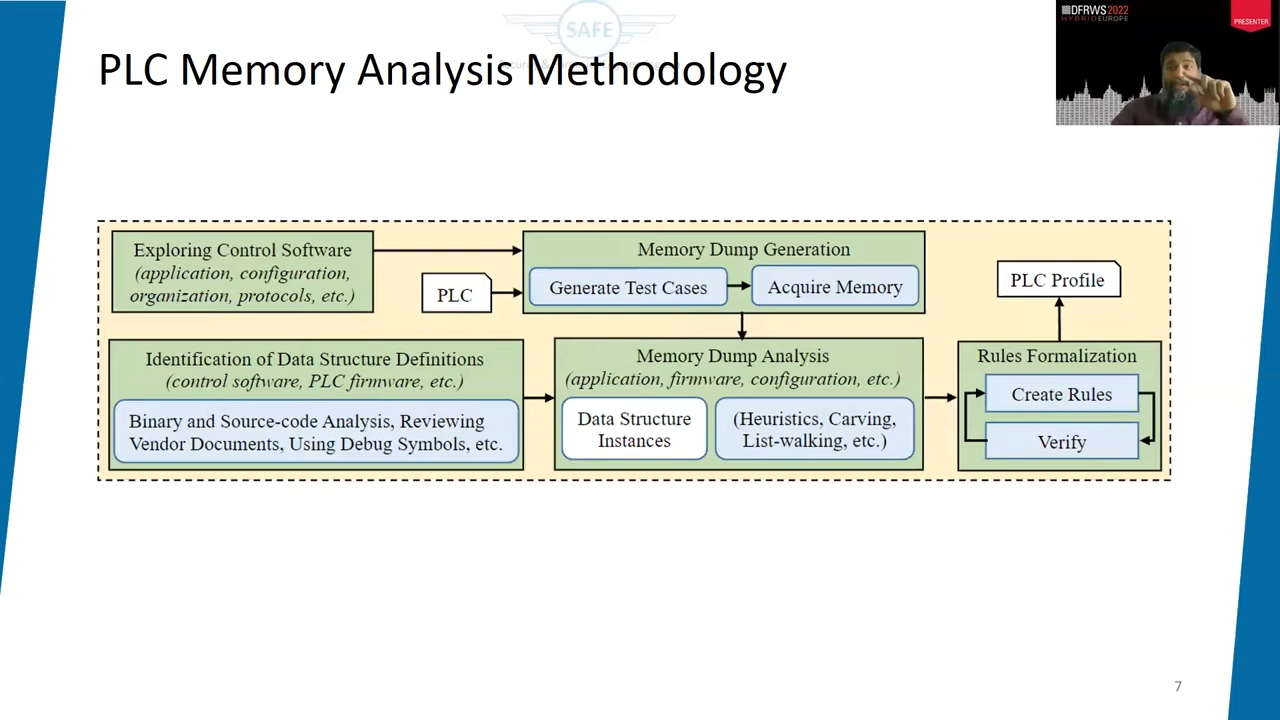 SAFE
PLC Memory Analysis Methodology
DFRWS2022
HYBRIDEUROPE
PRESENTER
Exploring Control Software
(application, configuration,
organization, protocols, etc.)
PLC
Memory Dump Generation
Generate Test Cases
Acquire Memory
PLC Profile
Identification of Data Structure Definitions
(control software, PLC firmware, etc.)
Binary and Source-code Analysis, Reviewing
Vendor Documents, Using Debug Symbols, etc.
Memory Dump Analysis
(application, firmware, configuration, etc.)
Data Structure
Instances
(Heuristics, Carving,
List-walking, etc.)
Rules Formalization
Create Rules
Verify
7